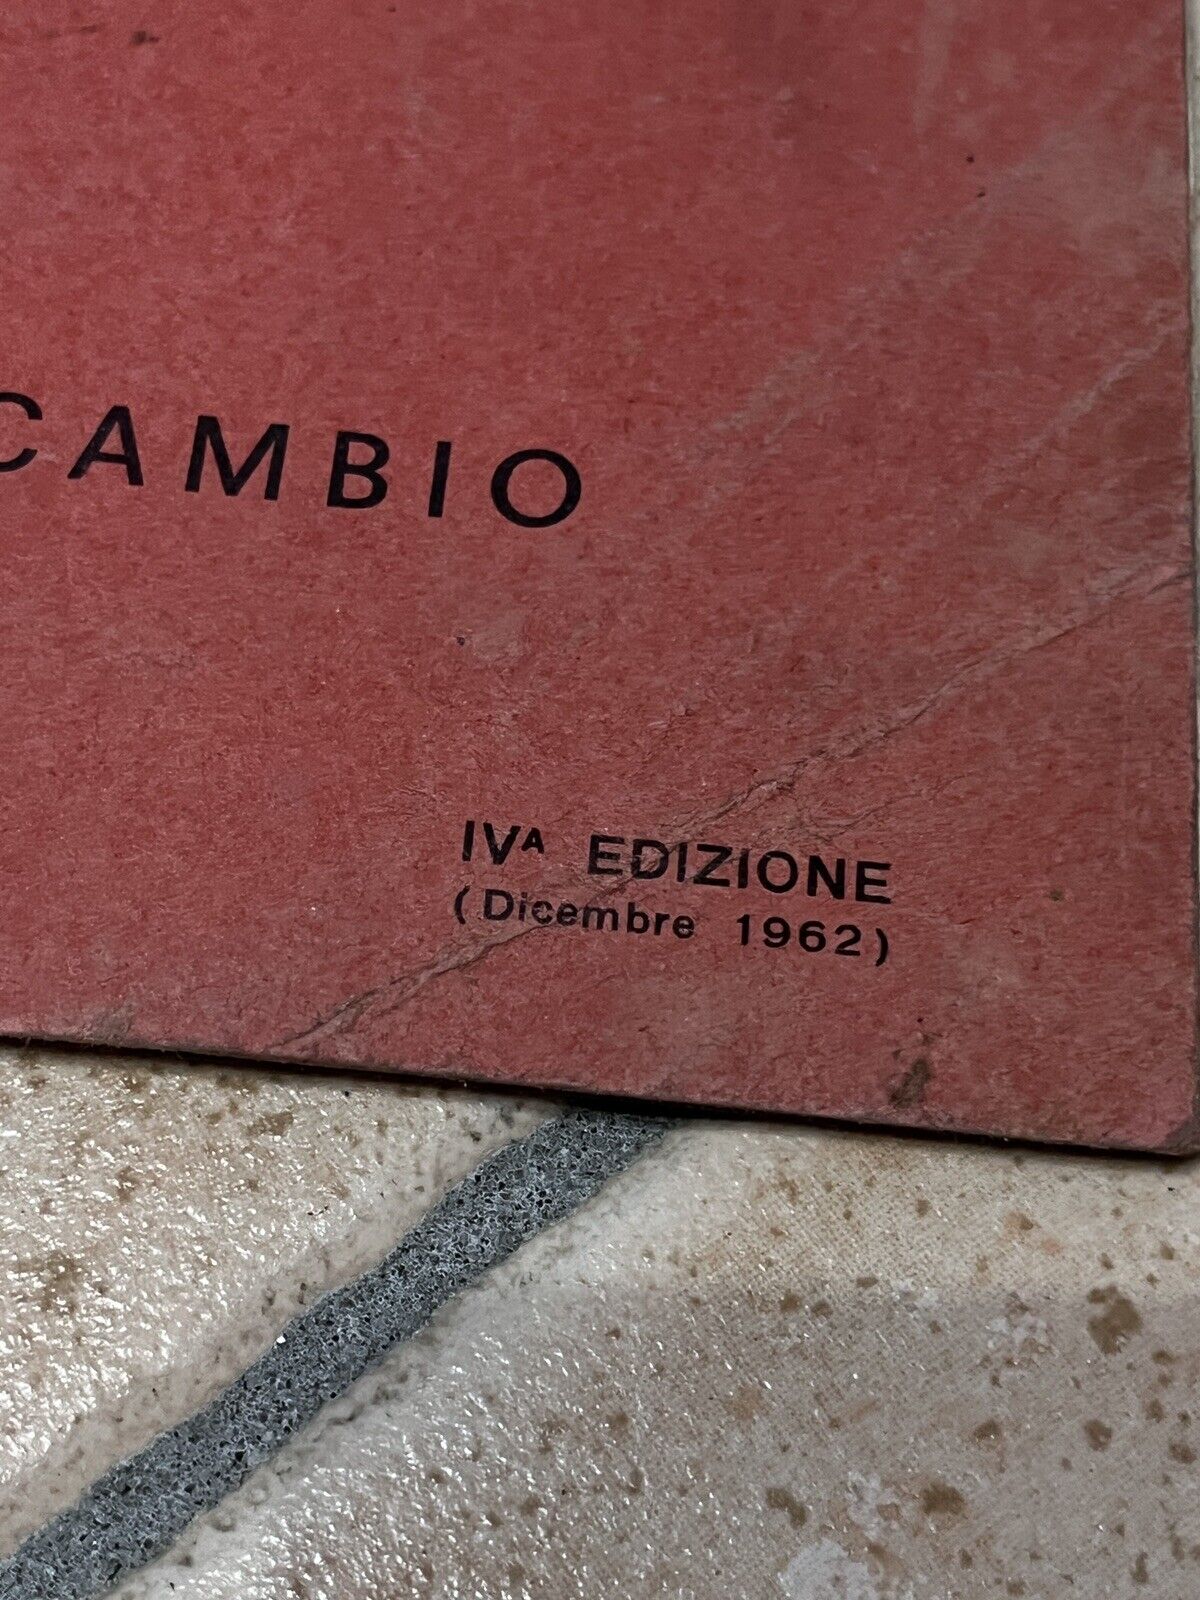 CAMBIO
IVᴬ EDIZIONE
(Dicembre 1962)